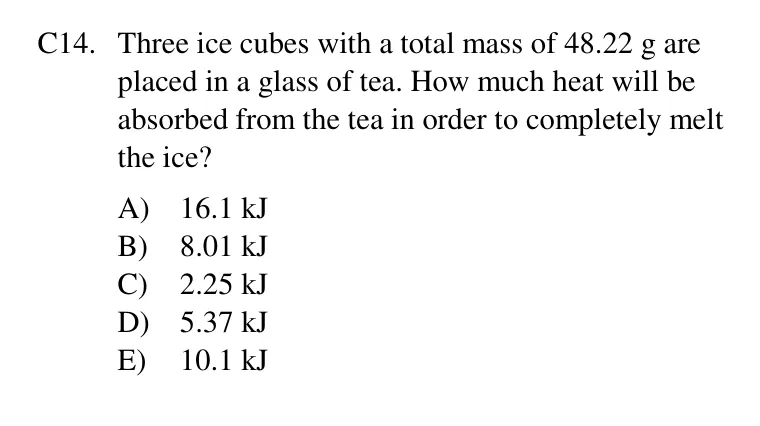 C14. Three ice cubes with a total mass of 48.22 g are
placed in a glass of tea. How much heat will be
absorbed from the tea in order to completely melt
the ice?
A) 16.1 kJ
B) 8.01 kJ
C) 2.25 kJ
D) 5.37 kJ
E) 10.1 kJ